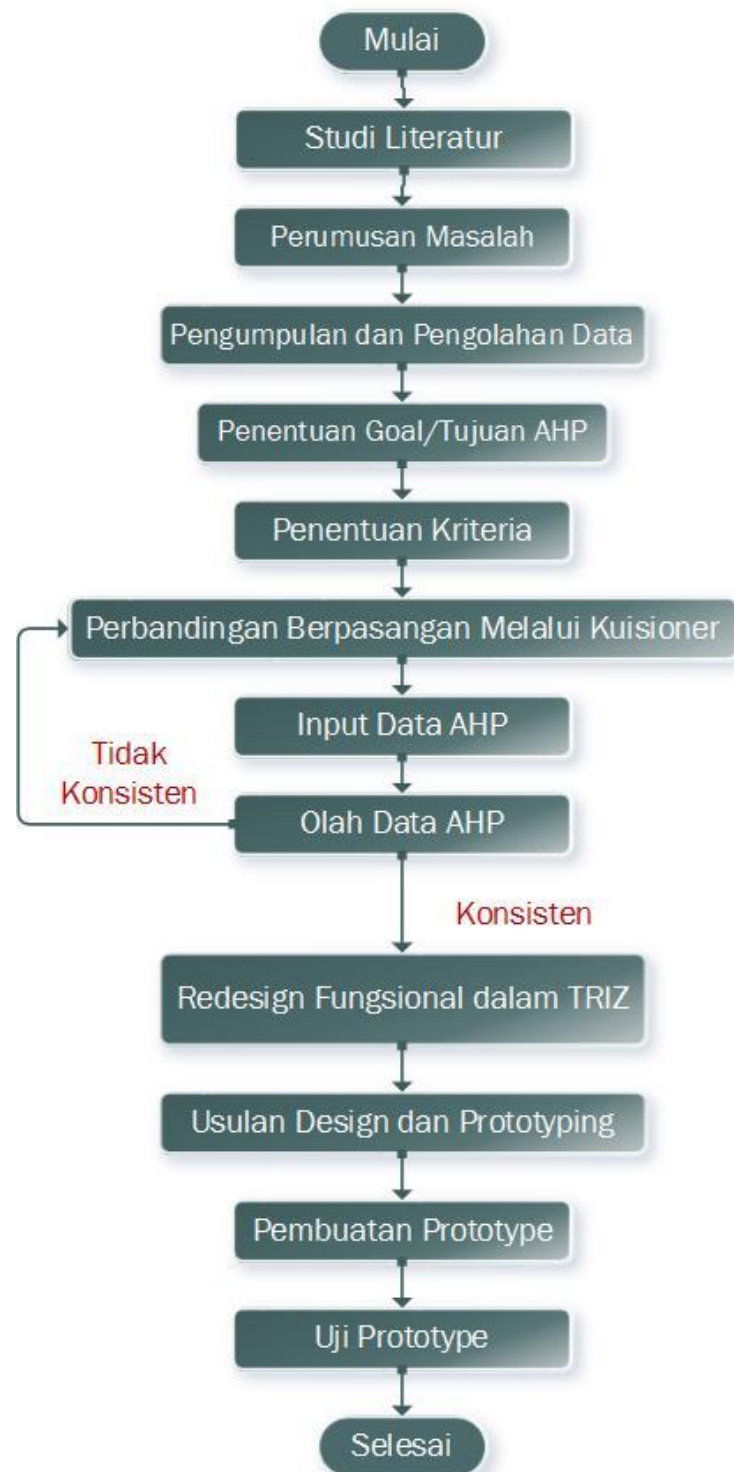 Mulai
Studi Literatur
Perumusan Masalah
Pengumpulan dan Pengolahan Data
Penentuan Goal/Tujuan AHP
Penentuan Kriteria
Perbandingan Berpasangan Melalui Kuisioner
Input Data AHP
Tidak
Konsisten
Olah Data AHP
Konsisten
Redesign Fungsional dalam TRIZ
Usulan Design dan Prototyping
Pembuatan Prototype
Uji Prototype
Selesai